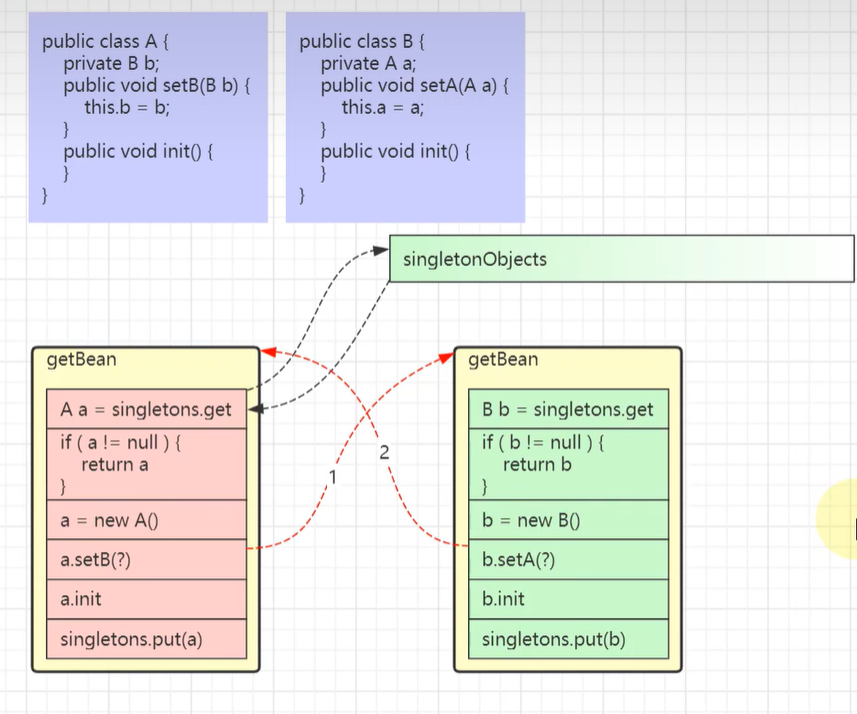 public class A {
private B b;
public void setB(B b) {
this.b = b;
}
public void init() {
}
}
public class B {
private A a;
public void setA(A a) {
this.a = a;
}
public void init() {
}
}
singletonObjects
getBean
A a = singletons.get
if ( a != null ) {
return a
}
a = new A()
a.setB(?)
a.init
singletons.put(a)
1
2
getBean
B b = singletons.get
if ( b != null ) {
return b
}
b = new B()
b.setA(?)
b.init
singletons.put(b)